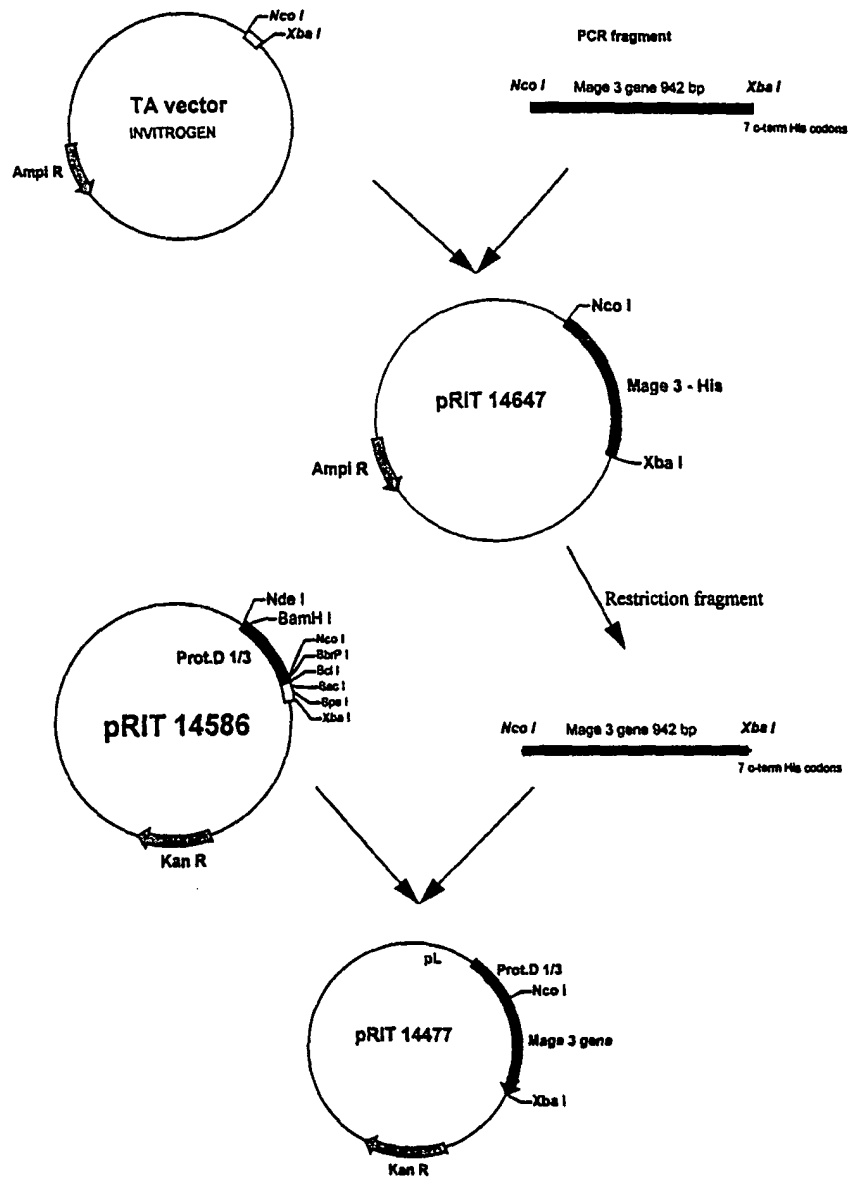 Nco I
Xba I
TA vector
INVITROGEN
Ampi R
PCR fragment
Nco I
Mage 3 gene 942 bp
Xba I
7 c-term His codons
Nco I
pRIT 14647
Mage 3 - His
Ampi R
Xba I
Restriction fragment
Nde I
BamH I
Prot.D 1/3
Nco I
BbrP I
Bcl I
Sac I
Spe I
Xba I
pRIT 14586
Kan R
Nco I
Mage 3 gene 942 bp
Xba I
7 c-term His codons
pL
Prot.D 1/3
Nco I
pRIT 14477
Mage 3 gene
Xba I
Kan R